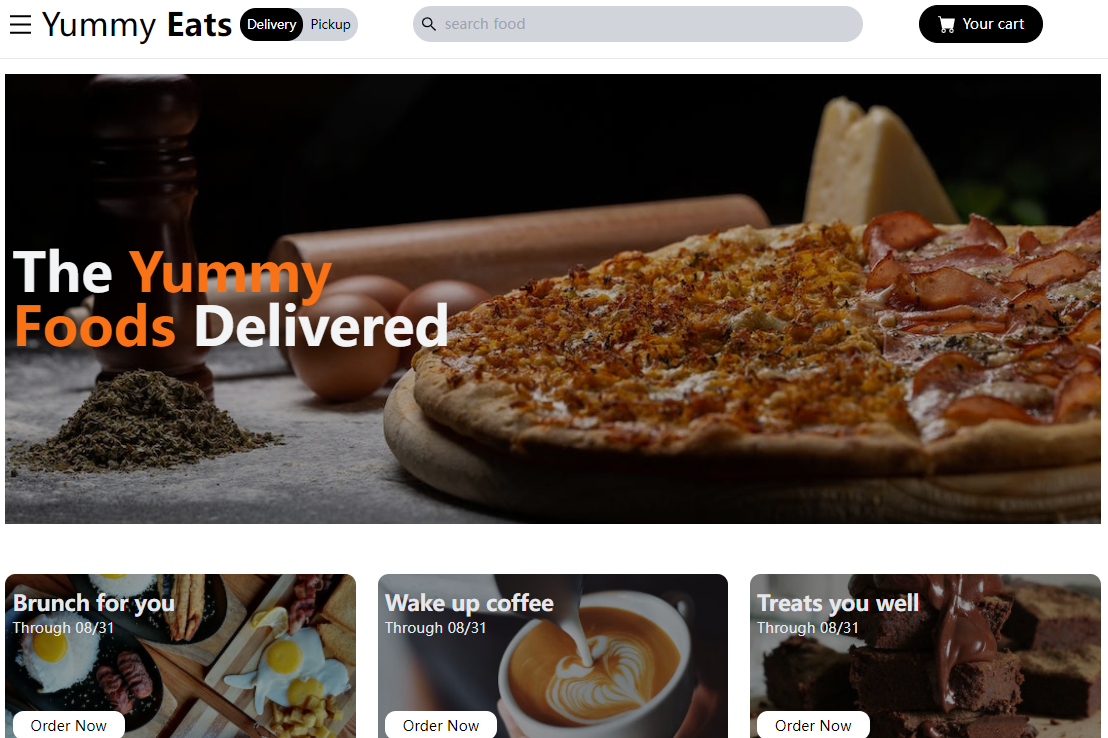 Yummy Eats Delivery Pickup search food Your cart
The Yummy
Foods Delivered
Brunch for you
Through 08/31
Order Now
Wake up coffee
Through 08/31
Order Now
Treats you well
Through 08/31
Order Now